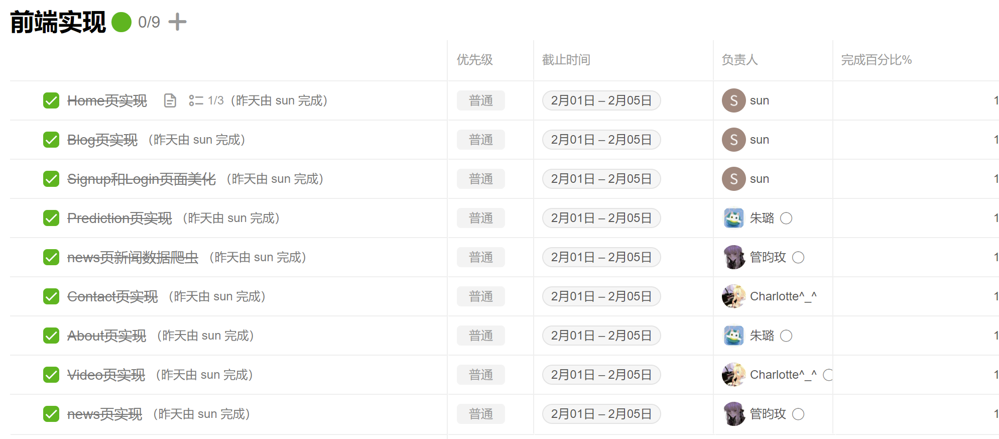 前端实现 0/9
优先级 截止时间 负责人 完成百分比%
Home页实现 1/3 (昨天由 sun 完成) 普通 2月01日 – 2月05日 S sun 1
Blog页实现 (昨天由 sun 完成) 普通 2月01日 – 2月05日 S sun 1
Signup和Login页面美化 (昨天由 sun 完成) 普通 2月01日 – 2月05日 S sun 1
Prediction页实现 (昨天由 sun 完成) 普通 2月01日 – 2月05日 朱璐 1
news页新闻数据爬虫 (昨天由 sun 完成) 普通 2月01日 – 2月05日 管昀玫 1
Contact页实现 (昨天由 sun 完成) 普通 2月01日 – 2月05日 Charlotte^_^ 1
About页实现 (昨天由 sun 完成) 普通 2月01日 – 2月05日 朱璐 1
Video页实现 (昨天由 sun 完成) 普通 2月01日 – 2月05日 Charlotte^_^ 1
news页实现 (昨天由 sun 完成) 普通 2月01日 – 2月05日 管昀玫 1